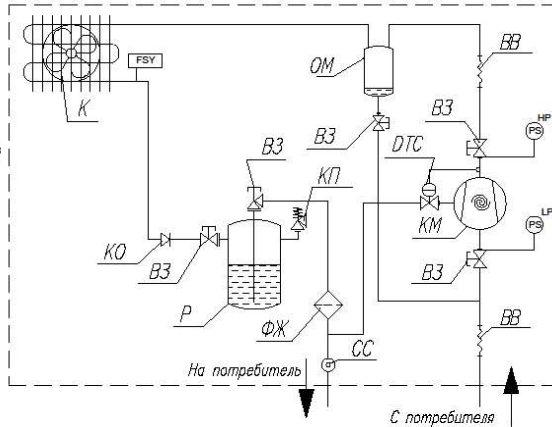 FSY
К
ОМ
ВВ
ВЗ
ВЗ
HP
PS
ВЗ
КП
DTC
КМ
LP
PS
КО
ВЗ
ВЗ
Р
ФЖ
СС
ВВ
На потребитель
С потребителя